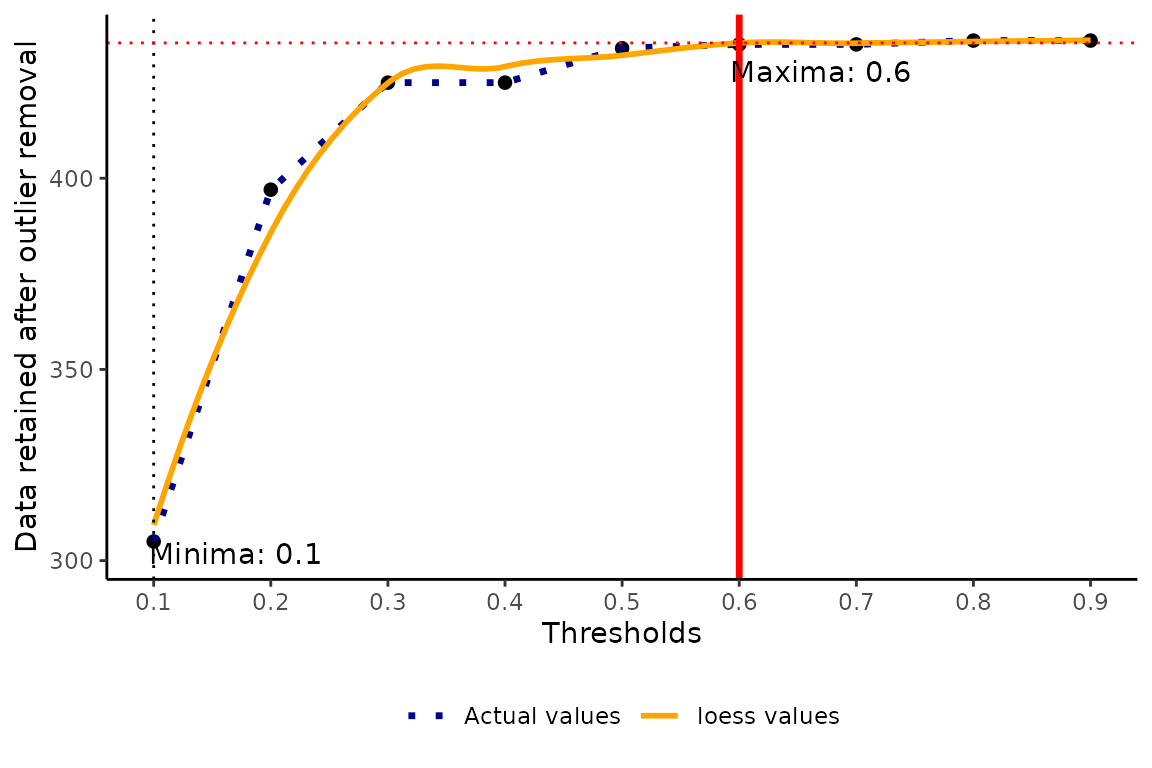 Data retained after outlier removal
400
350
300
Maxima: 0.6
Minima: 0.1
0.1 0.2 0.3 0.4 0.5 0.6 0.7 0.8 0.9
Thresholds
Actual values loess values